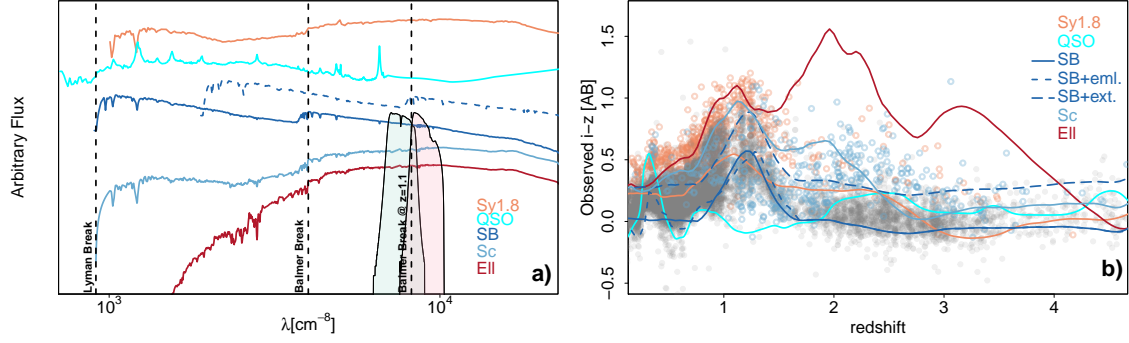 Arbitrary Flux
Lyman Break
Balmer Break
Balmer Break @ z=1.1
Sy1.8
QSO
SB
Sc
Ell
a)
10³
10⁴
λ[cm⁻⁸]
Observed i−z [AB]
1.5
1.0
0.5
0.0
−0.5
Sy1.8
QSO
SB
SB+eml.
SB+ext.
Sc
Ell
b)
1
2
3
4
redshift